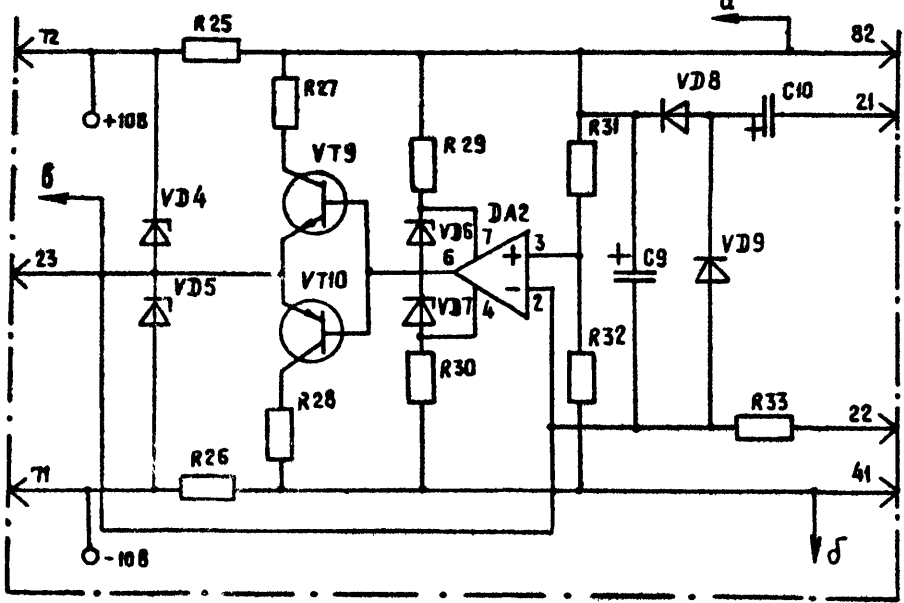 а
72
R25
82
+10В
R27
VD8
C10
21
+
R29
R31
VT9
в
VD4
DA2
VD6
7
3
+
VD9
6
+
C9
23
VD5
VT10
VD7
4
-
2
R32
R30
R28
R33
22
R26
71
41
-10В
б